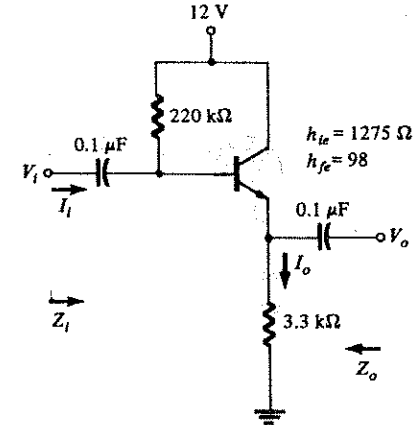 12 V
220 kΩ
0.1 μF
h_ie = 1275 Ω
h_fe = 98
V_i
I_i
0.1 μF
V_o
I_o
Z_i
3.3 kΩ
Z_o